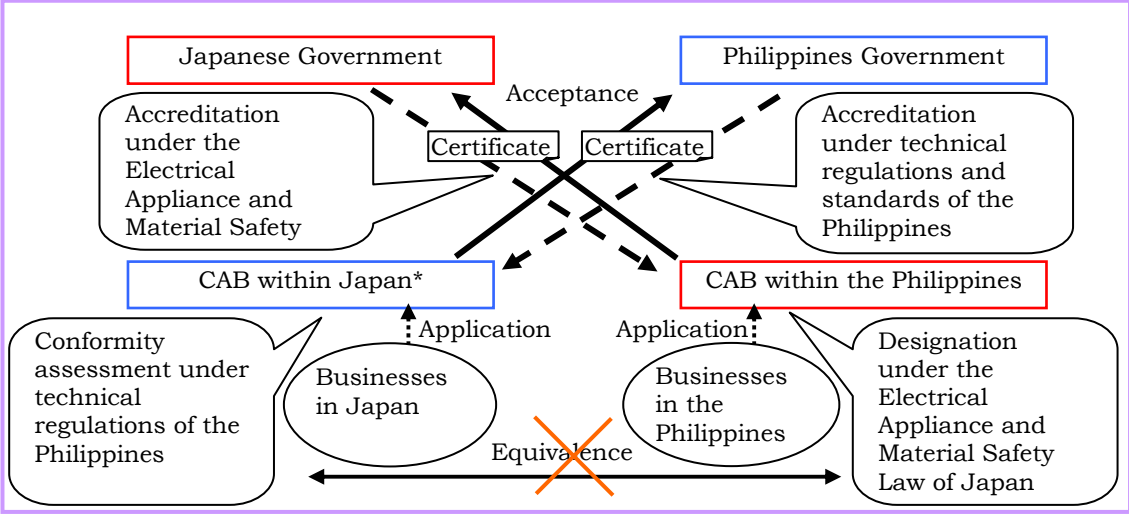 Japanese Government
Philippines Government
Acceptance
Accreditation
under the
Electrical
Appliance and
Material Safety
Certificate
Certificate
Accreditation
under technical
regulations and
standards of the
Philippines
CAB within Japan*
CAB within the Philippines
Application
Application
Conformity
assessment under
technical
regulations of the
Philippines
Businesses
in Japan
Businesses
in the
Philippines
Designation
under the
Electrical
Appliance and
Material Safety
Law of Japan
Equivalence